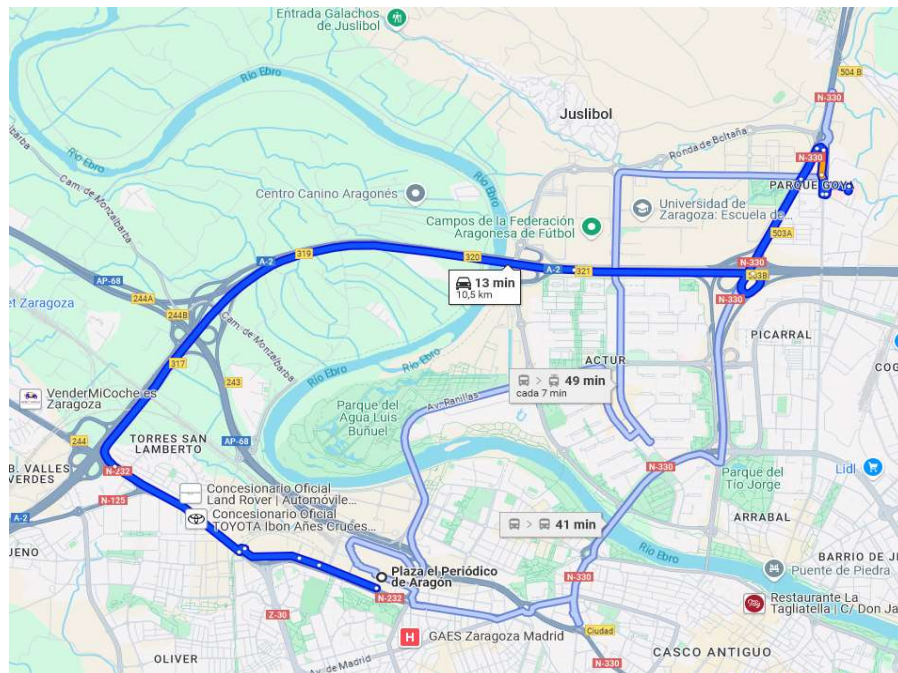 Entrada Galachos
de Juslibol
504 B
Río Ebro
N-330
Juslibol
Río Ebro
Ronda de Boltaña
N-330
Cam. de Monzalbarba
PARQUE GOYA
Centro Canino Aragonés
Universidad de
Zaragoza: Escuela de...
Campos de la Federación
Aragonesa de Fútbol
503A
319
320
N-330
A-2
A-2
321
503B
AP-68
13 min
10,5 km
244A
N-330
et Zaragoza
244B
Cam. de Monzalbarba
PICARRAL
317
Río Ebro
ACTUR
COG
Río Ebro
243
49 min
cada 7 min
VenderMiCoche.es
Zaragoza
Parque del
Agua Luis
Buñuel
Av. Ranillas
244
TORRES SAN
LAMBERTO
AP-68
B. VALLES
VERDES
N-232
N-330
Lidl
Parque del
Tío Jorge
Concesionario Oficial
Land Rover | Automóvile...
N-125
Concesionario Oficial
TOYOTA Ibon Añes Cruces...
A-2
41 min
ARRABAL
Río Ebro
BARRIO DE JE
Puente de Piedra
Plaza el Periódico
de Aragón
N-330
N-232
Restaurante La
Tagliatella | C/ Don Ja
Z-30
Ciudad
H
GAES Zaragoza Madrid
CASCO ANTIGUO
OLIVER
Av. de Madrid
N-330